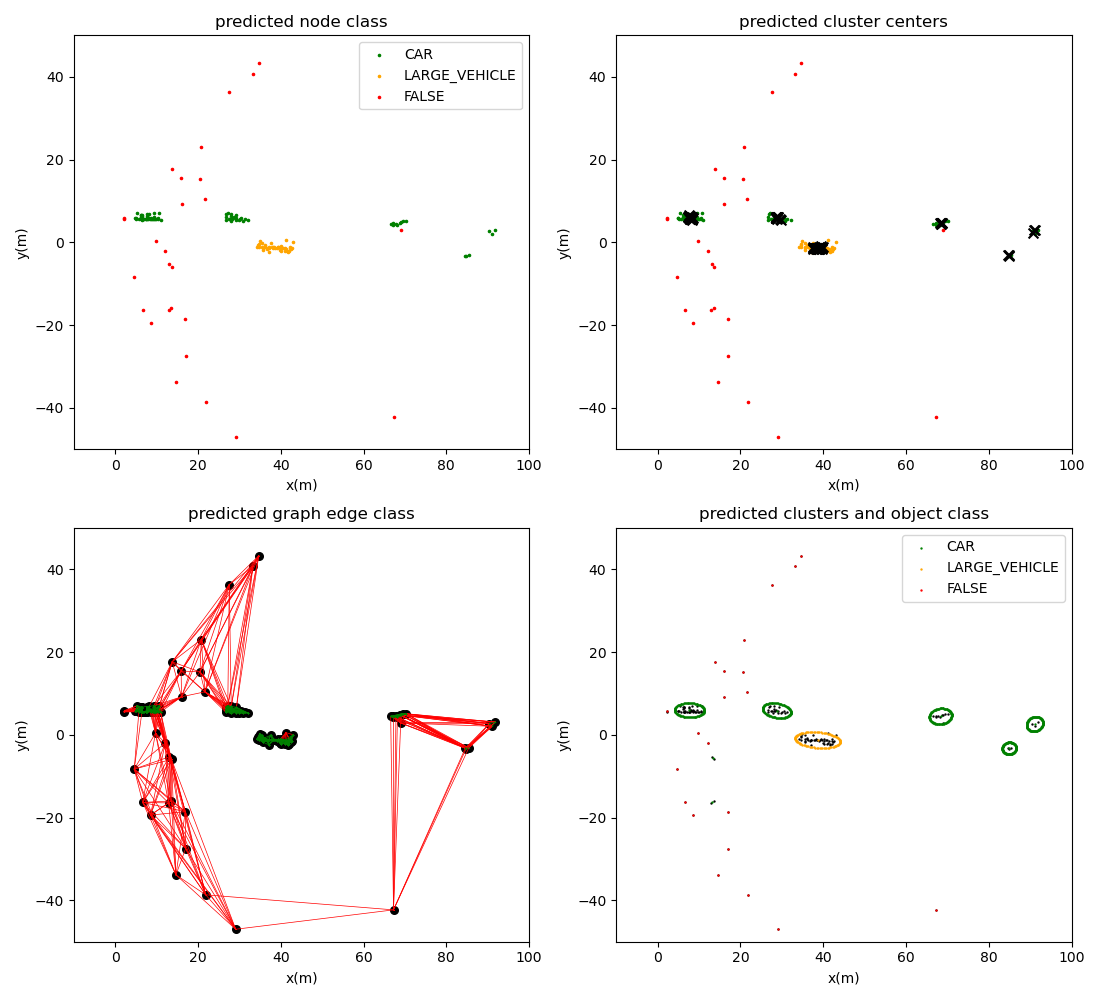 predicted node class
CAR
LARGE_VEHICLE
FALSE
40
20
0
−20
−40
y(m)
0 20 40 60 80 100
x(m)
predicted cluster centers
40
20
0
−20
−40
y(m)
0 20 40 60 80 100
x(m)
predicted graph edge class
40
20
0
−20
−40
y(m)
0 20 40 60 80 100
x(m)
predicted clusters and object class
CAR
LARGE_VEHICLE
FALSE
40
20
0
−20
−40
y(m)
0 20 40 60 80 100
x(m)